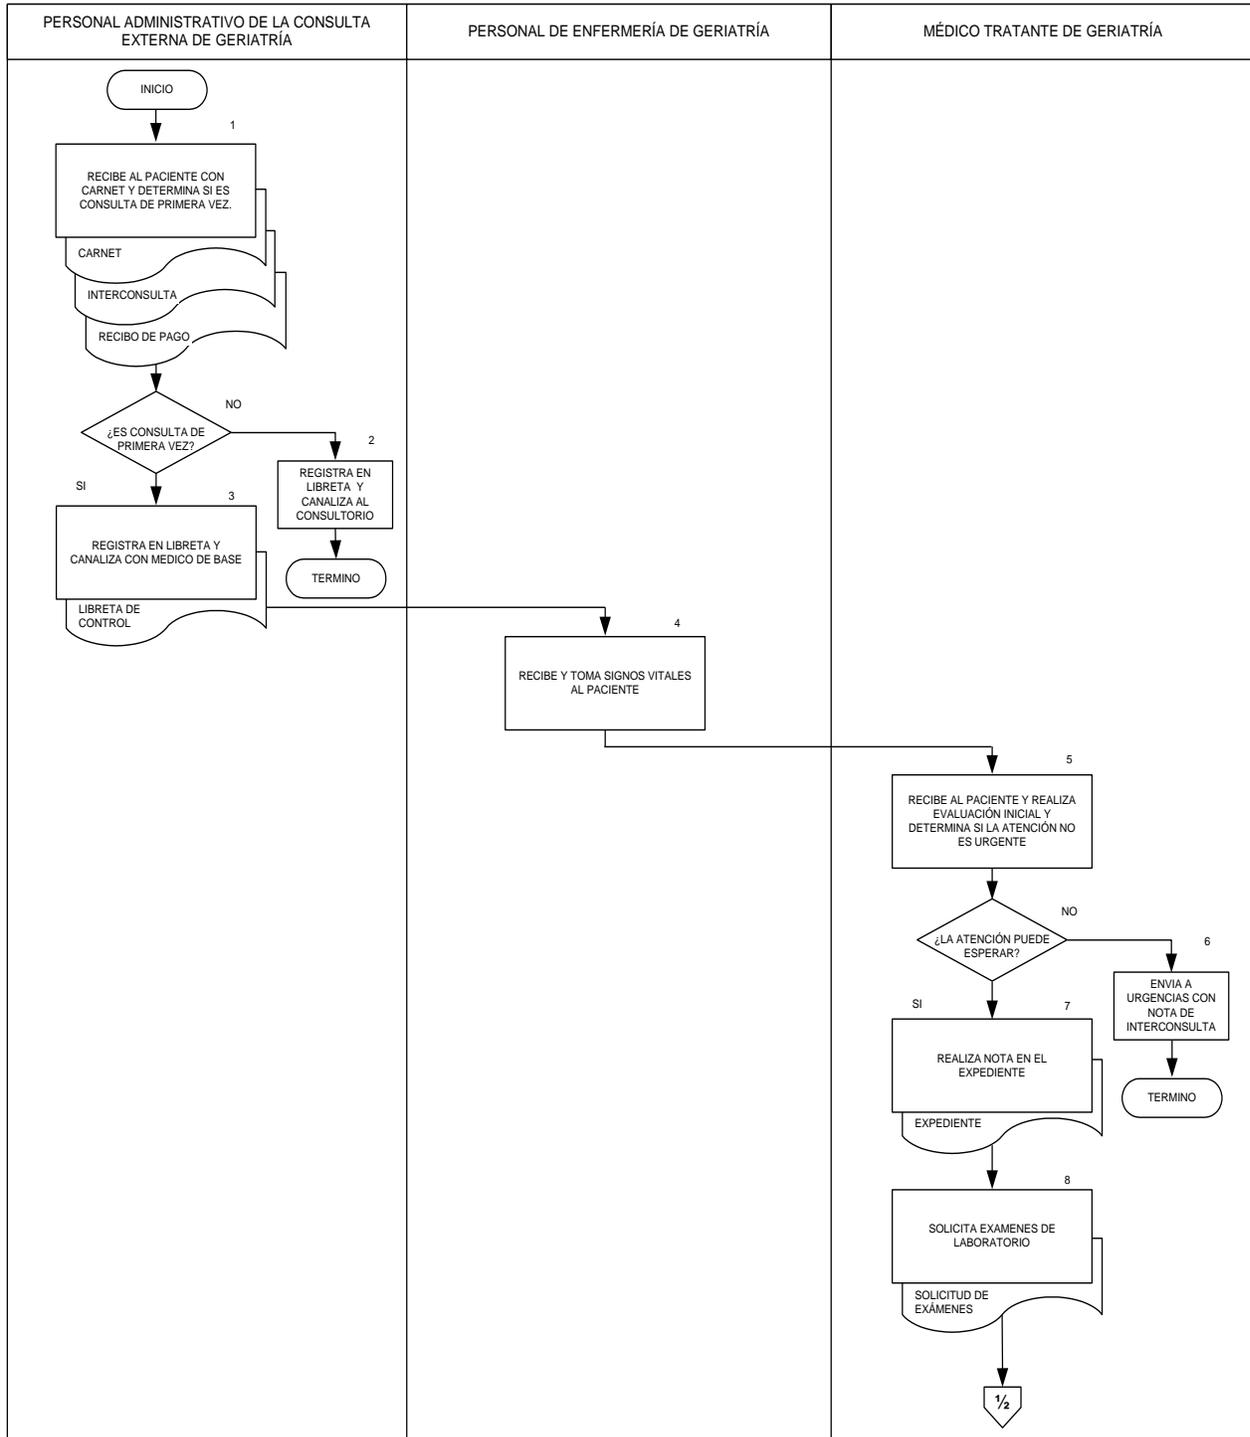 PERSONAL ADMINISTRATIVO DE LA CONSULTA
EXTERNA DE GERIATRÍA
PERSONAL DE ENFERMERÍA DE GERIATRÍA
MÉDICO TRATANTE DE GERIATRÍA
INICIO
1
RECIBE AL PACIENTE CON
CARNET Y DETERMINA SI ES
CONSULTA DE PRIMERA VEZ.
CARNET
INTERCONSULTA
RECIBO DE PAGO
¿ES CONSULTA DE
PRIMERA VEZ?
NO
2
REGISTRA EN
LIBRETA Y
CANALIZA AL
CONSULTORIO
TERMINO
SI
3
REGISTRA EN LIBRETA Y
CANALIZA CON MEDICO DE BASE
LIBRETA DE
CONTROL
4
RECIBE Y TOMA SIGNOS VITALES
AL PACIENTE
5
RECIBE AL PACIENTE Y REALIZA
EVALUACIÓN INICIAL Y
DETERMINA SI LA ATENCIÓN NO
ES URGENTE
¿LA ATENCIÓN PUEDE
ESPERAR?
NO
6
ENVIA A
URGENCIAS CON
NOTA DE
INTERCONSULTA
TERMINO
SI
7
REALIZA NOTA EN EL
EXPEDIENTE
EXPEDIENTE
8
SOLICITA EXAMENES DE
LABORATORIO
SOLICITUD DE
EXÁMENES
½